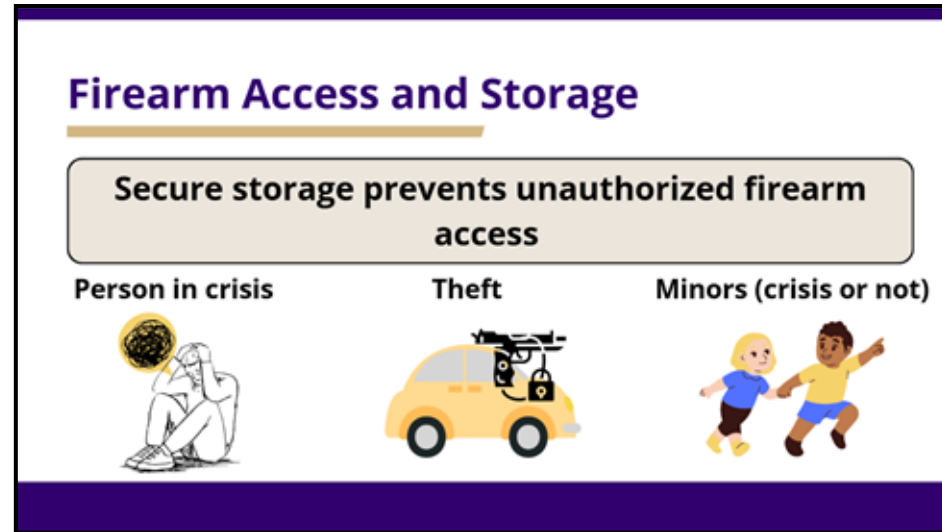 Firearm Access and Storage
Secure storage prevents unauthorized firearm
access
Person in crisis
Theft
Minors (crisis or not)